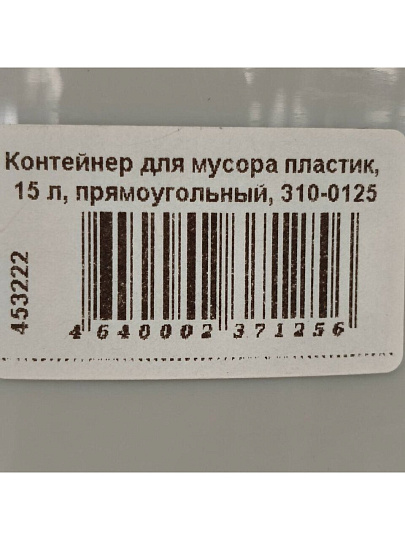 Контейнер для мусора пластик,
15 л, прямоугольный, 310-0125
453222
4 640002 371256